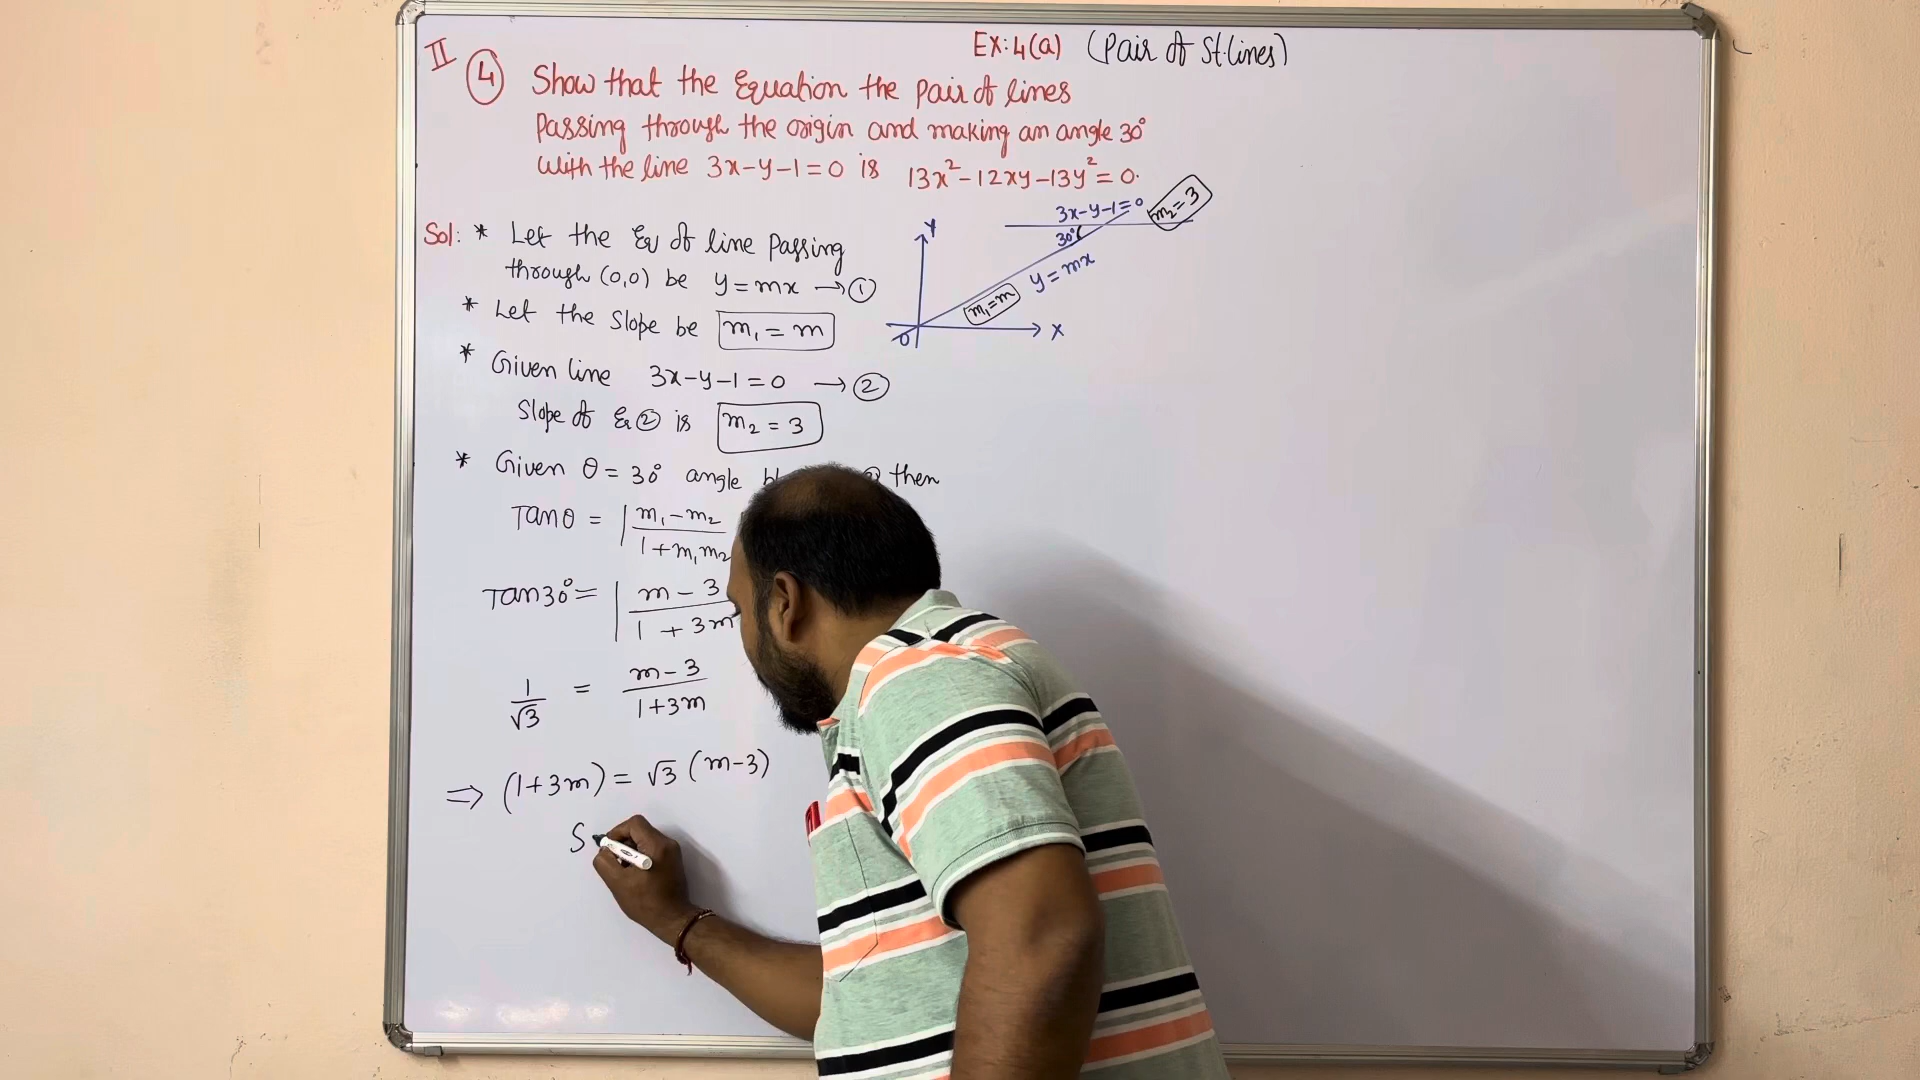 EX: 4(a) (Pair of St. Lines)
II
4 Show that the Equation the pair of lines
passing through the origin and making an angle 30°
with the line 3x-y-1=0 is 13x²-12xy-13y²=0.
Sol: * Let the Eq of line passing
through (0,0) be y=mx → ①
* Let the slope be m₁ = m
* Given line 3x-y-1=0 → ②
Slope of Eq ② is m₂ = 3
* Given θ = 30° angle then
Tanθ = | m₁-m₂ / 1+m₁m₂
Tan30° = | m-3 / 1+3m
1/√3 = m-3 / 1+3m
⇒ (1+3m) = √3 (m-3)
S
Y
3x-y-1=0
m₂=3
30°
y=mx
m₁=m
O
X